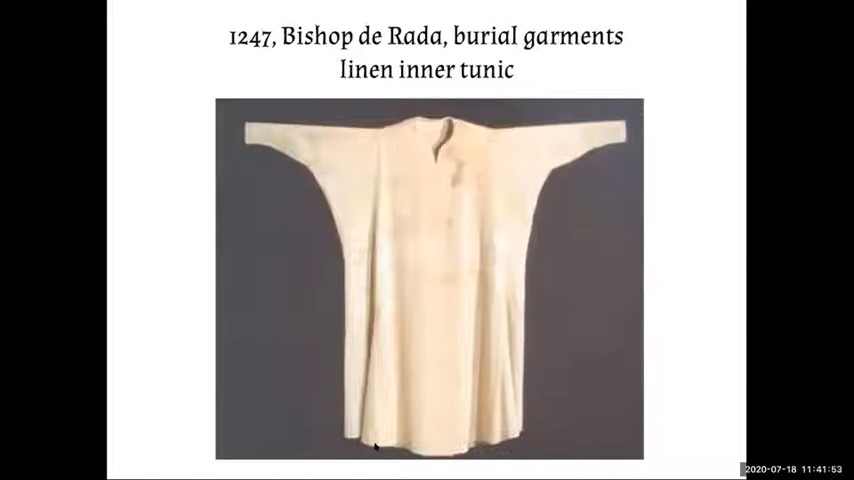 1247, Bishop de Rada, burial garments
linen inner tunic
2020-07-18 11:41:53